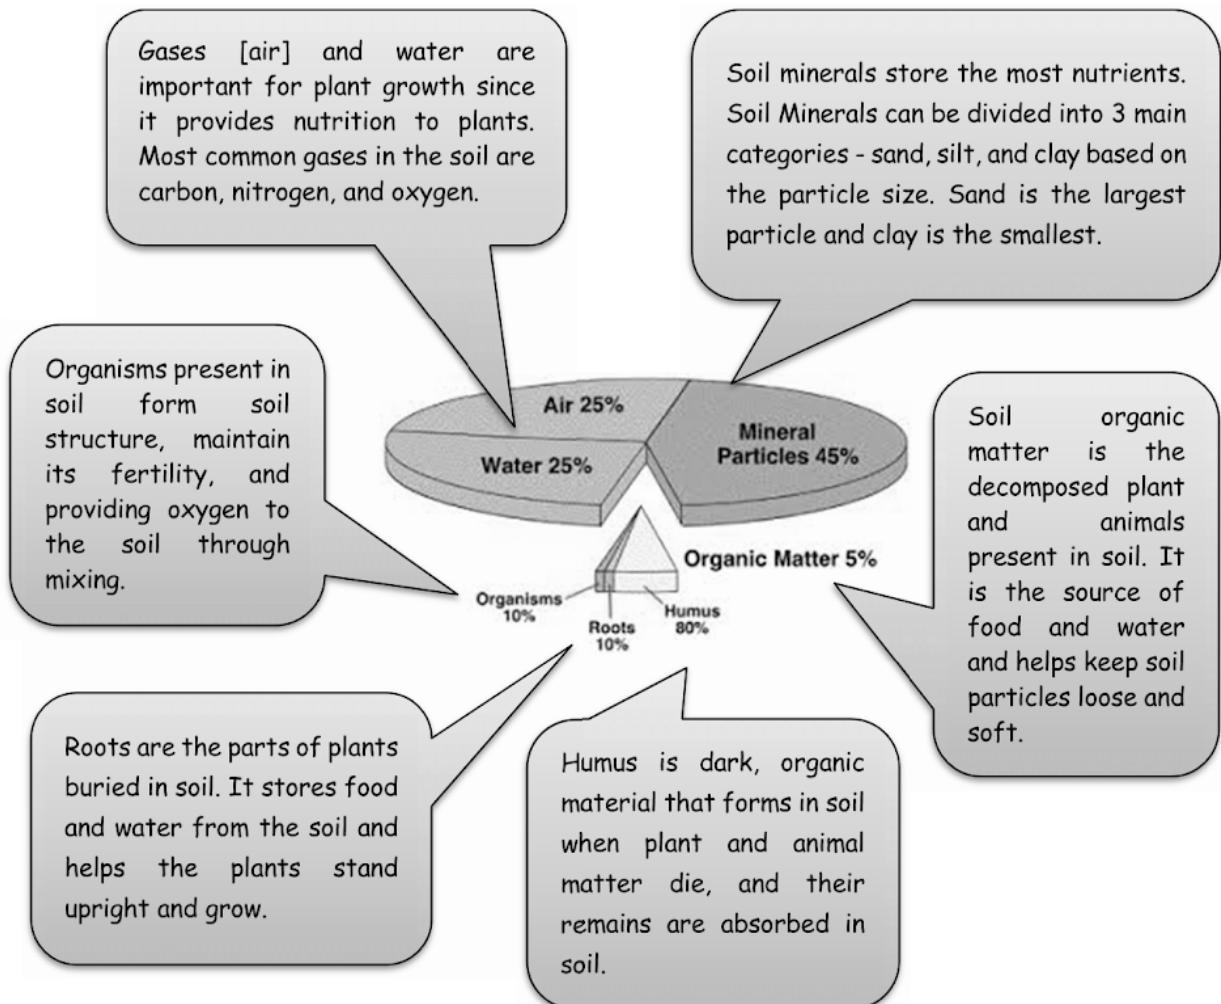 Gases [air] and water are
important for plant growth since
it provides nutrition to plants.
Most common gases in the soil are
carbon, nitrogen, and oxygen.
Soil minerals store the most nutrients.
Soil Minerals can be divided into 3 main
categories - sand, silt, and clay based on
the particle size. Sand is the largest
particle and clay is the smallest.
Organisms present in
soil form soil
structure, maintain
its fertility, and
providing oxygen to
the soil through
mixing.
Air 25%
Water 25%
Mineral
Particles 45%
Organic Matter 5%
Organisms
10%
Roots
10%
Humus
80%
Soil organic
matter is the
decomposed plant
and animals
present in soil. It
is the source of
food and water
and helps keep soil
particles loose and
soft.
Roots are the parts of plants
buried in soil. It stores food
and water from the soil and
helps the plants stand
upright and grow.
Humus is dark, organic
material that forms in soil
when plant and animal
matter die, and their
remains are absorbed in
soil.